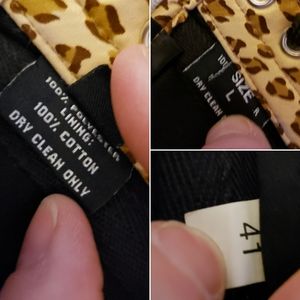 100% POLYESTER
LINING:
100% COTTON
DRY CLEAN ONLY
SIZE
L
DRY CLEAN
41